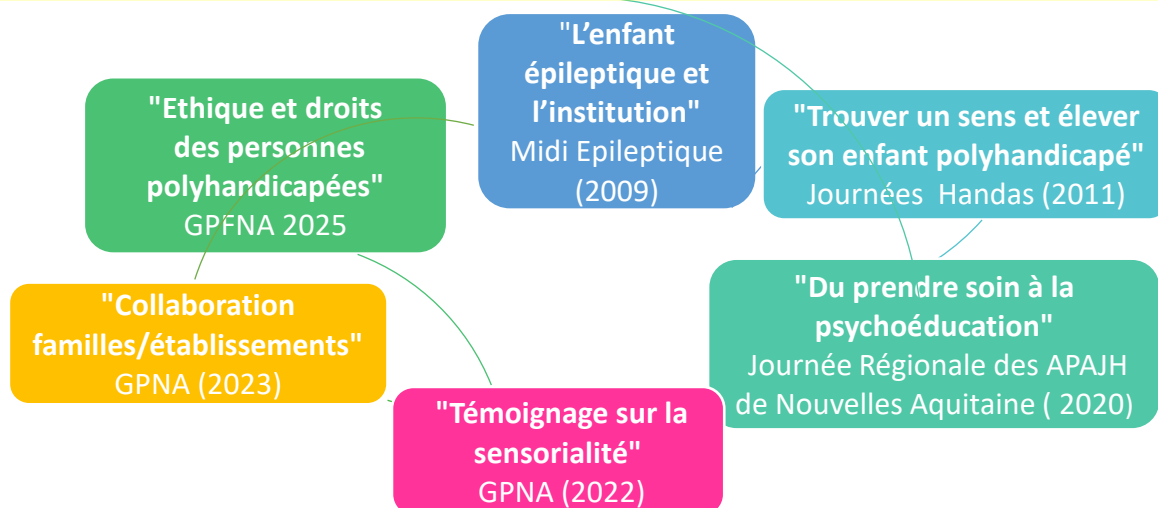 "L’enfant
épileptique et
l’institution"
Midi Epileptique
(2009)
"Trouver un sens et élever
son enfant polyhandicapé"
Journées  Handas (2011)
"Du prendre soin à la
psychoéducation"
Journée Régionale des APAJH
de Nouvelles Aquitaine ( 2020)
"Témoignage sur la
sensorialité"
GPNA (2022)
"Collaboration
familles/établissements"
GPNA (2023)
"Ethique et droits
des personnes
polyhandicapées"
GPFNA 2025